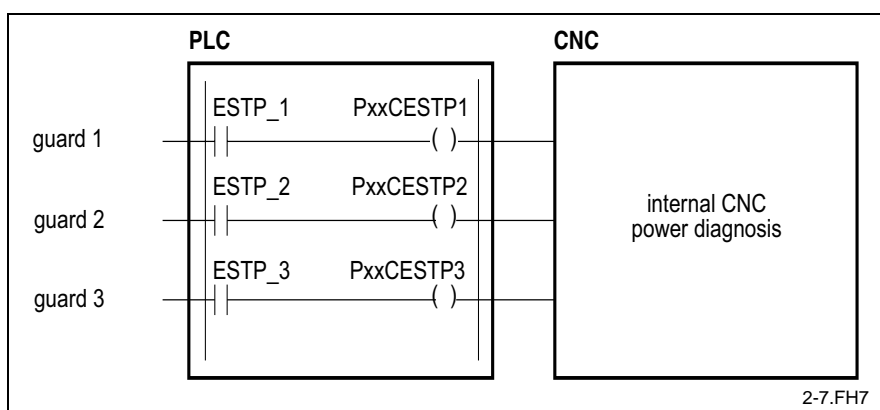 PLC
CNC
ESTP_1 PxxCESTP1
guard 1
( )
ESTP_2 PxxCESTP2
guard 2
( )
internal CNC
power diagnosis
ESTP_3 PxxCESTP3
guard 3
( )
2-7.FH7